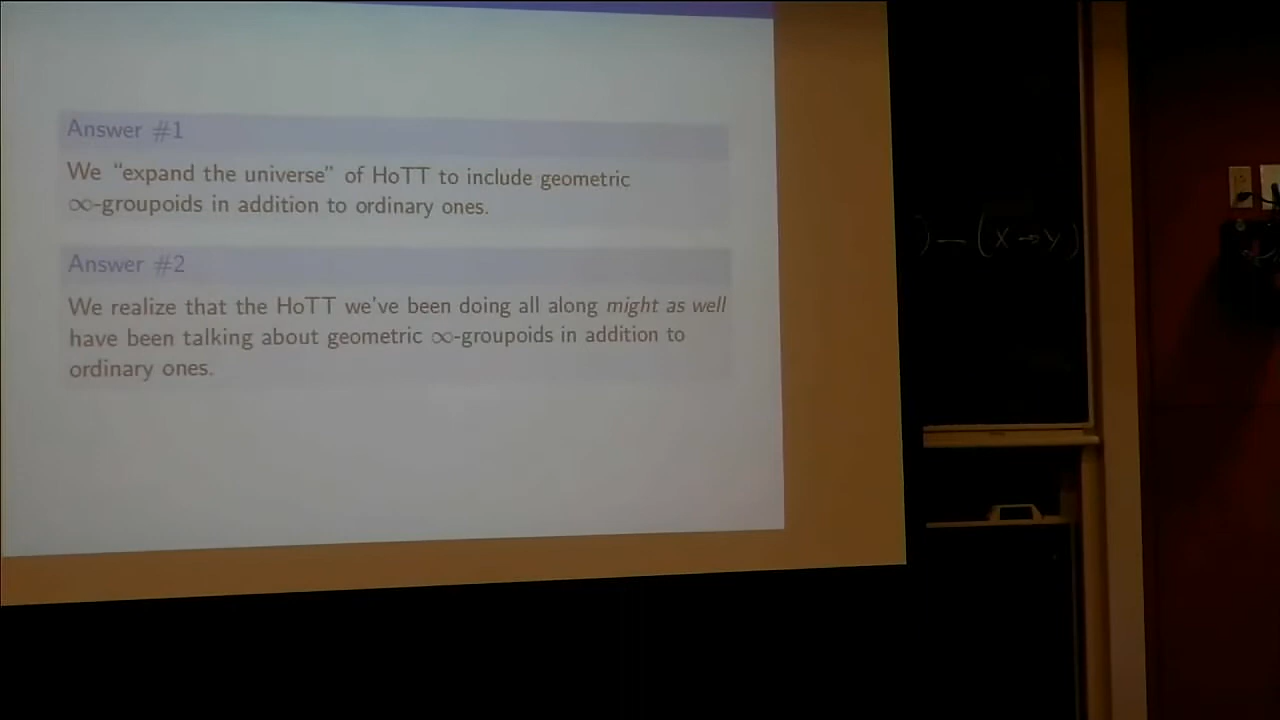 Answer #1
We “expand the universe” of HoTT to include geometric
∞-groupoids in addition to ordinary ones.
Answer #2
We realize that the HoTT we've been doing all along might as well
have been talking about geometric ∞-groupoids in addition to
ordinary ones.
) – (X→Y)